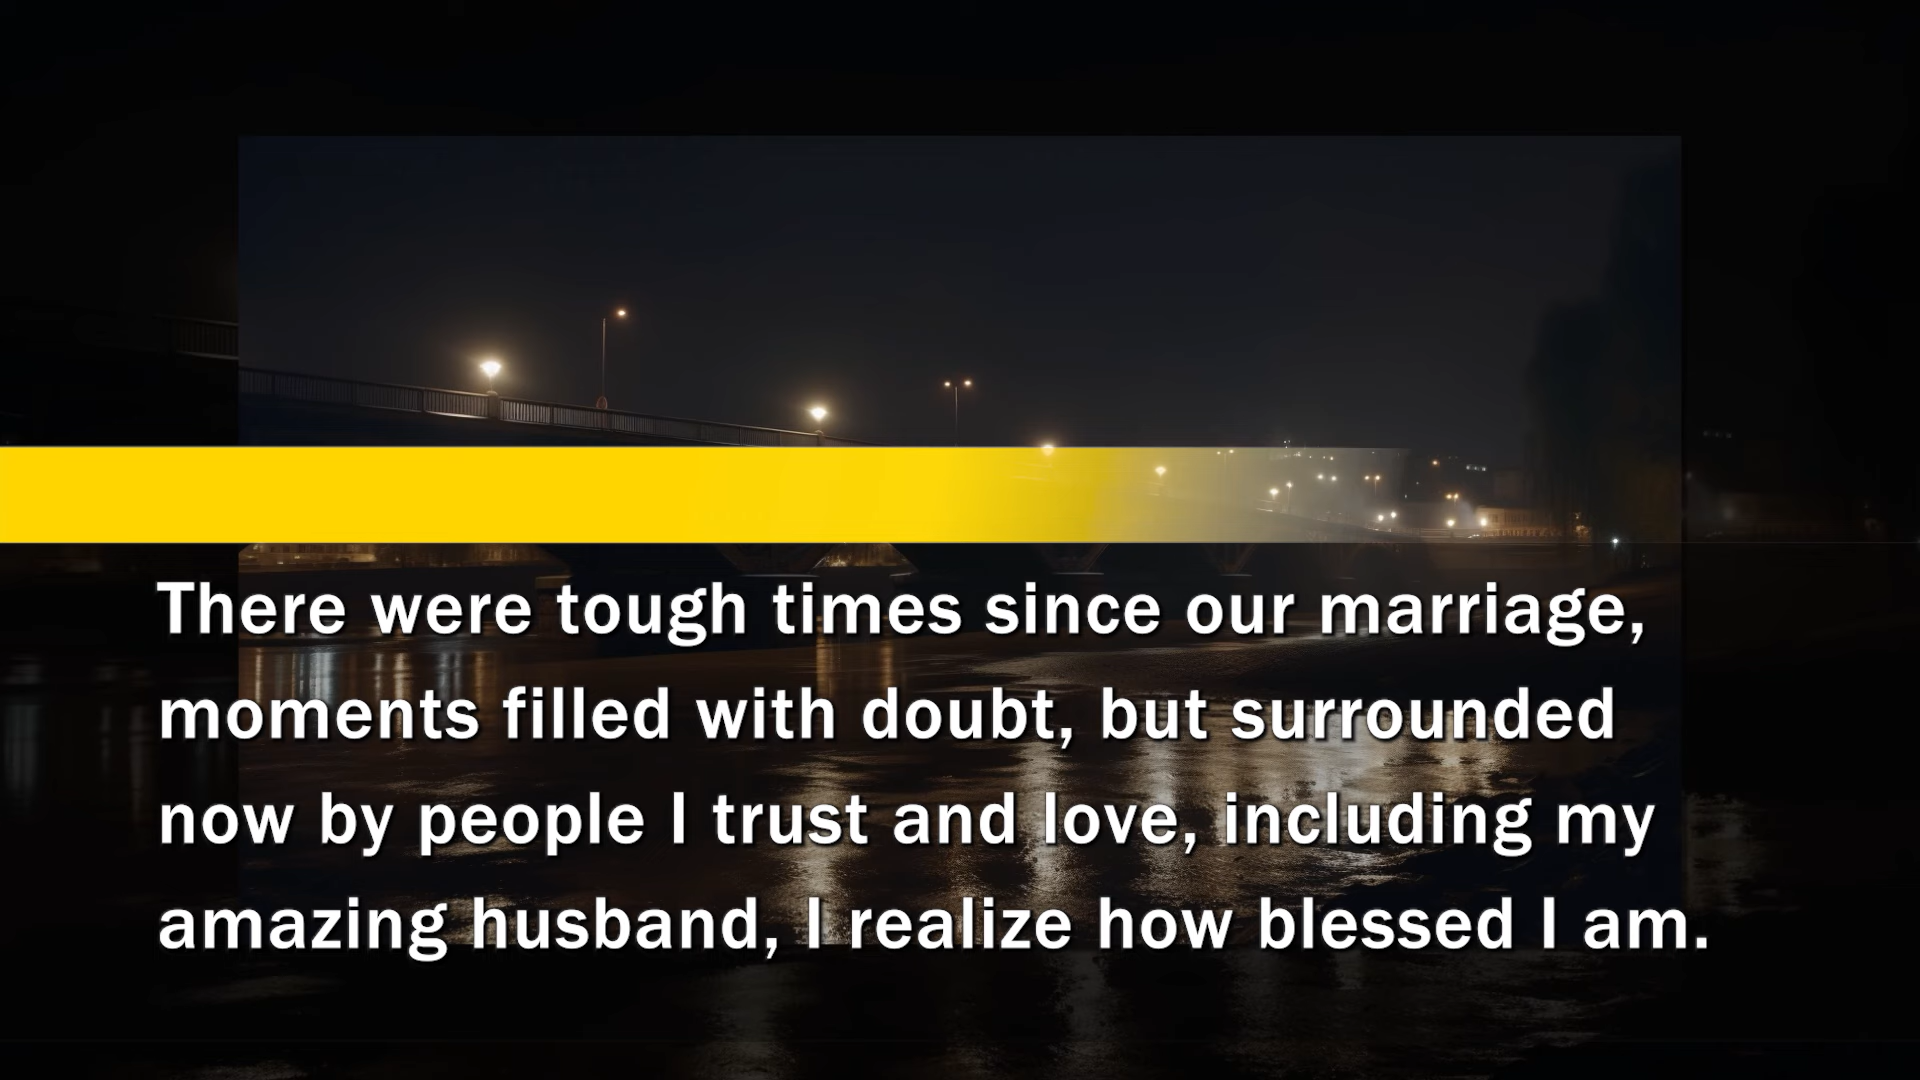 There were tough times since our marriage,
moments filled with doubt, but surrounded
now by people I trust and love, including my
amazing husband, I realize how blessed I am.